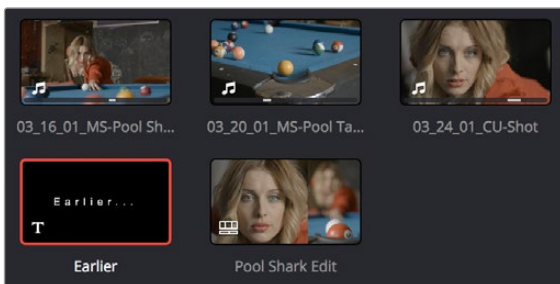 03_16_01_MS-Pool Sh...
03_20_01_MS-Pool Ta...
03_24_01_CU-Shot
Earlier...
T
Earlier
Pool Shark Edit